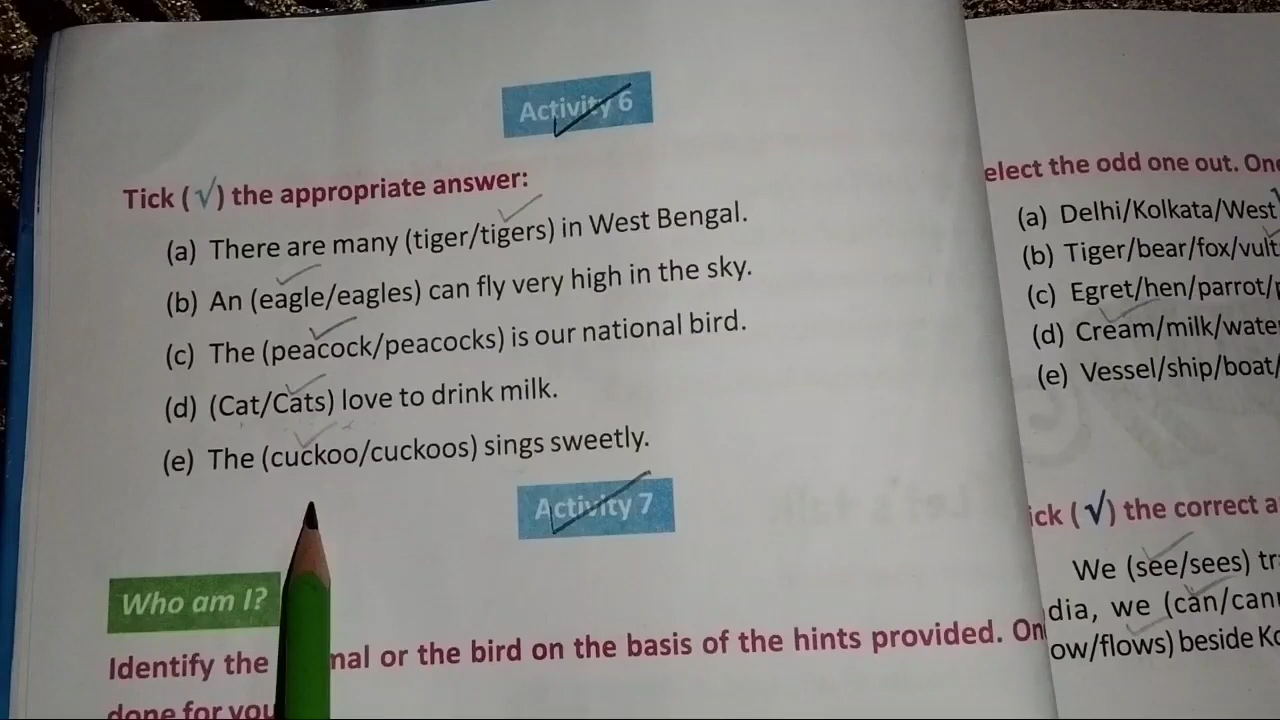 Activity 6
Tick (√) the appropriate answer:
(a) There are many (tiger/tigers) in West Bengal.
(b) An (eagle/eagles) can fly very high in the sky.
(c) The (peacock/peacocks) is our national bird.
(d) (Cat/Cats) love to drink milk.
(e) The (cuckoo/cuckoos) sings sweetly.
Activity 7
Who am I?
Identify the nal or the bird on the basis of the hints provided. On
done for you
elect the odd one out. One
(a) Delhi/Kolkata/West
(b) Tiger/bear/fox/vult
(c) Egret/hen/parrot/
(d) Cream/milk/wate
(e) Vessel/ship/boat/
ick (√) the correct a
We (see/sees) tr
dia, we (can/can
ow/flows) beside Ko